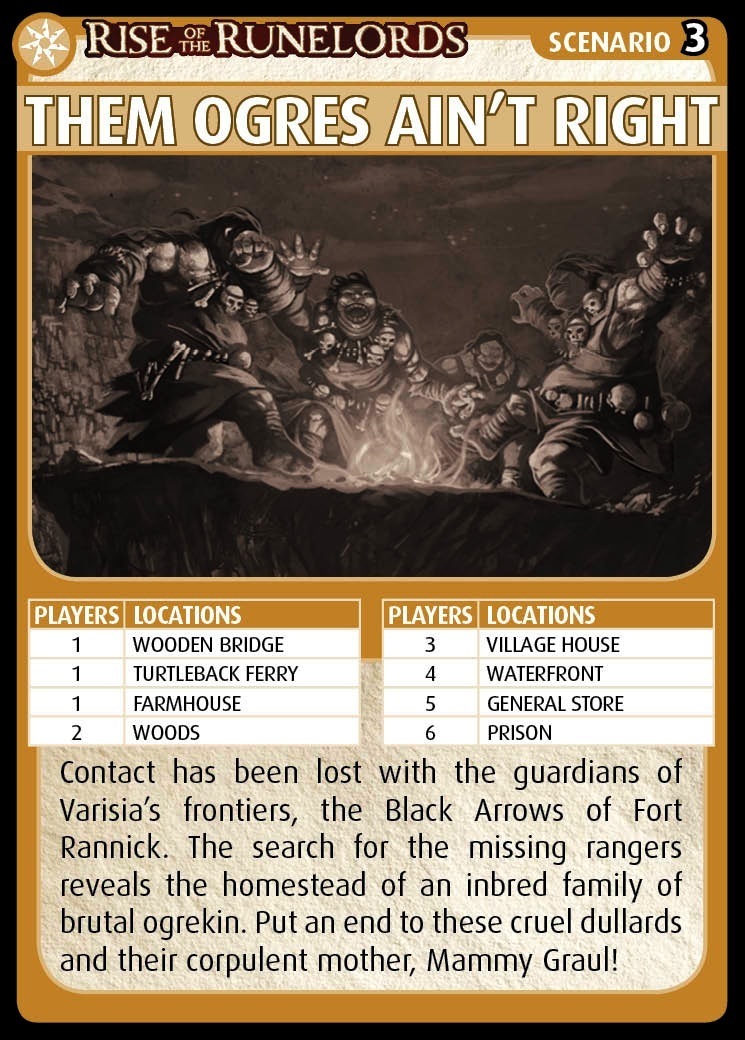 RISE OF THE RUNELORDS
SCENARIO 3
THEM OGRES AIN'T RIGHT
PLAYERS LOCATIONS
1 WOODEN BRIDGE
1 TURTLEBACK FERRY
1 FARMHOUSE
2 WOODS
PLAYERS LOCATIONS
3 VILLAGE HOUSE
4 WATERFRONT
5 GENERAL STORE
6 PRISON
Contact has been lost with the guardians of
Varisia's frontiers, the Black Arrows of Fort
Rannick. The search for the missing rangers
reveals the homestead of an inbred family of
brutal ogrekin. Put an end to these cruel dullards
and their corpulent mother, Mammy Graul!